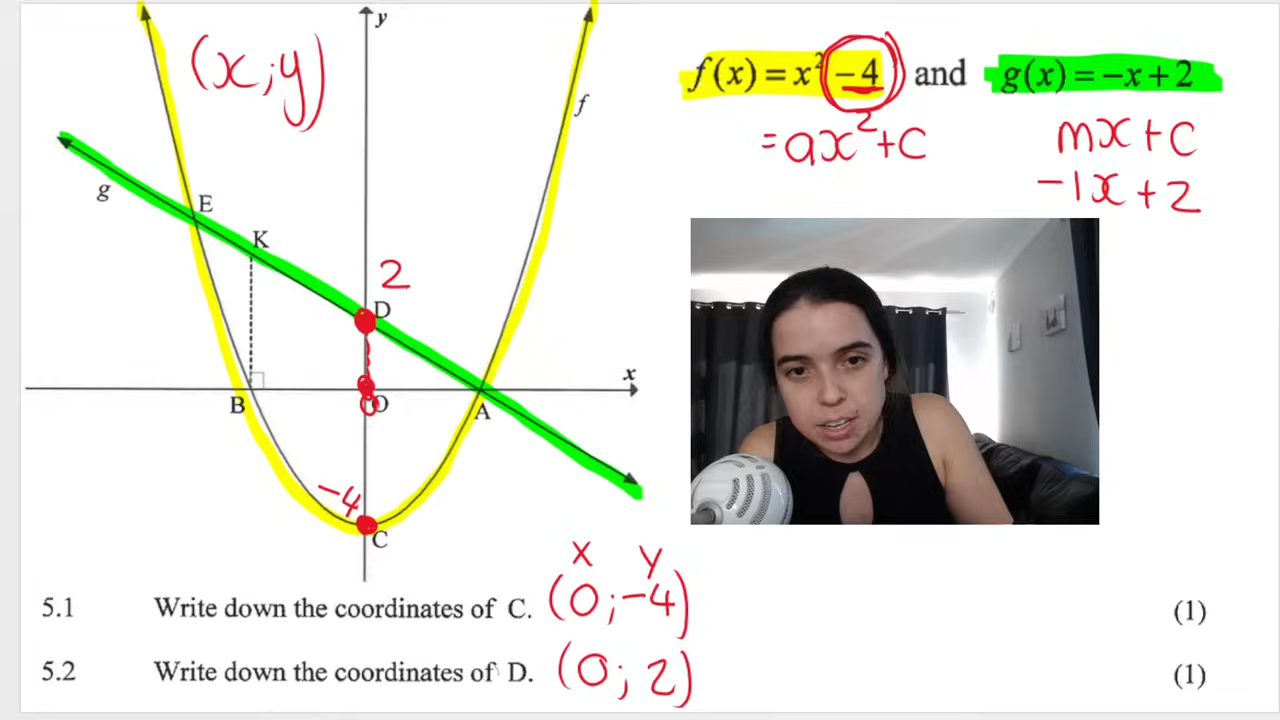 y
(x;y)
f(x) = x² −4 and g(x) = −x + 2
f
= ax² + c
mx + c
−1x + 2
g
E
K
2
D
x
B
0
O
A
−4
C
x y
5.1 Write down the coordinates of C. (0;−4) (1)
5.2 Write down the coordinates of D. (0; 2) (1)